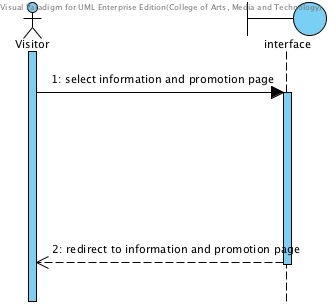 Visual Paradigm for UML Enterprise Edition(College of Arts, Media and Technology)
Visitor
interface
1: select information and promotion page
2: redirect to information and promotion page